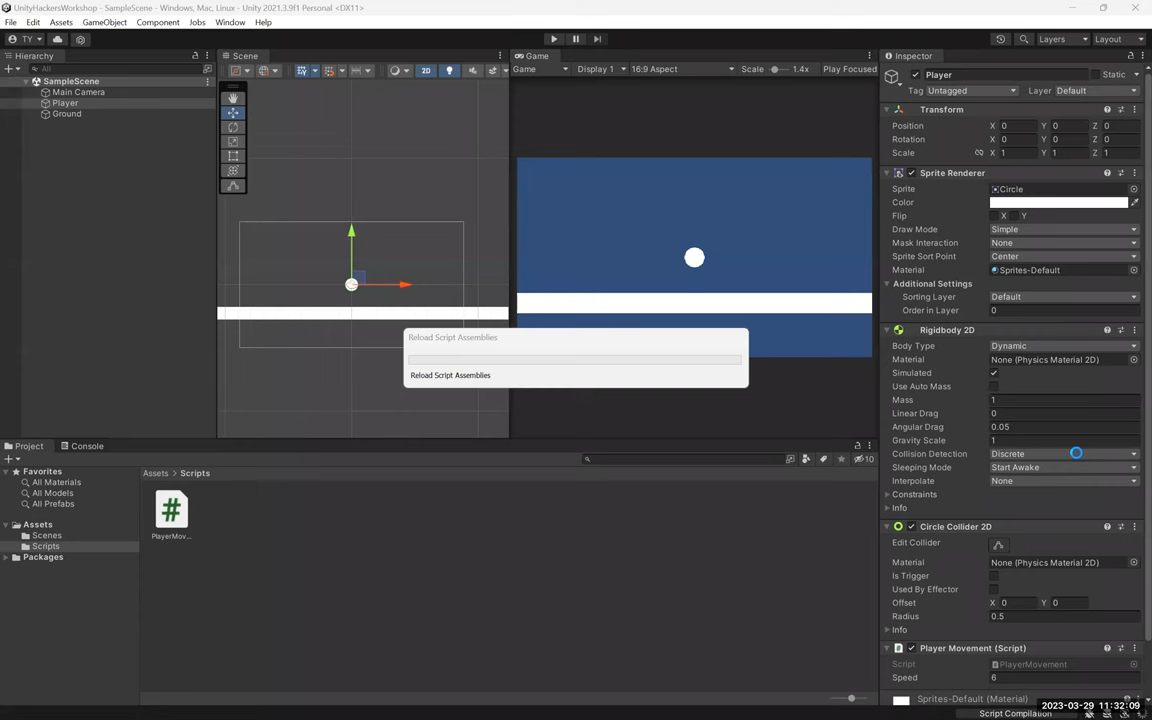 UnityHackersWorkshop - SampleScene - Windows, Mac, Linux - Unity 2021.3.9f1 Personal <DX11>
File Edit Assets GameObject Component Jobs Window Help
TY Layers Layout
Hierarchy
All
SampleScene
Main Camera
Player
Ground
Scene
2D
Game
Game Display 1 16:9 Aspect Scale 1.4x Play Focused
Reload Script Assemblies
Reload Script Assemblies
Project Console
10
Favorites
All Materials
All Models
All Prefabs
Assets
Scenes
Scripts
Packages
Assets > Scripts
#
PlayerMov...
Inspector
Player Static
Tag Untagged Layer Default
Transform
Position X 0 Y 0 Z 0
Rotation X 0 Y 0 Z 0
Scale X 1 Y 1 Z 1
Sprite Renderer
Sprite Circle
Color
Flip X Y
Draw Mode Simple
Mask Interaction None
Sprite Sort Point Center
Material Sprites-Default
Additional Settings
Sorting Layer Default
Order in Layer 0
Rigidbody 2D
Body Type Dynamic
Material None (Physics Material 2D)
Simulated
Use Auto Mass
Mass 1
Linear Drag 0
Angular Drag 0.05
Gravity Scale 1
Collision Detection Discrete
Sleeping Mode Start Awake
Interpolate None
Constraints
Info
Circle Collider 2D
Edit Collider
Material None (Physics Material 2D)
Is Trigger
Used By Effector
Offset X 0 Y 0
Radius 0.5
Info
Player Movement (Script)
Script PlayerMovement
Speed 6
Sprites-Default (Material)
2023-03-29 11:32:09
Script Compilation